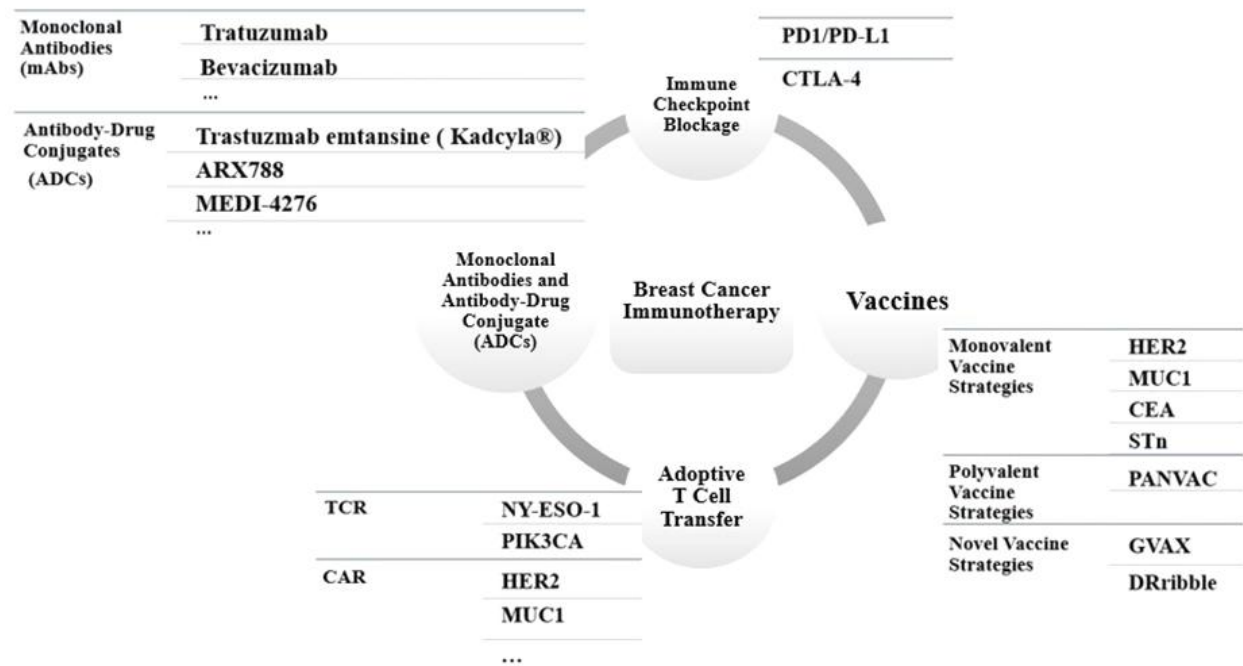 Monoclonal
Antibodies
(mAbs)
Tratuzumab
Bevacizumab
...
Antibody-Drug
Conjugates
(ADCs)
Trastuzmab emtansine ( Kadcyla®)
ARX788
MEDI-4276
...
PD1/PD-L1
CTLA-4
Immune
Checkpoint
Blockage
Monoclonal
Antibodies and
Antibody-Drug
Conjugate
(ADCs)
Breast Cancer
Immunotherapy
Vaccines
Monovalent
Vaccine
Strategies
HER2
MUC1
CEA
STn
Polyvalent
Vaccine
Strategies
PANVAC
Novel Vaccine
Strategies
GVAX
DRribble
Adoptive
T Cell
Transfer
TCR
NY-ESO-1
PIK3CA
CAR
HER2
MUC1
...